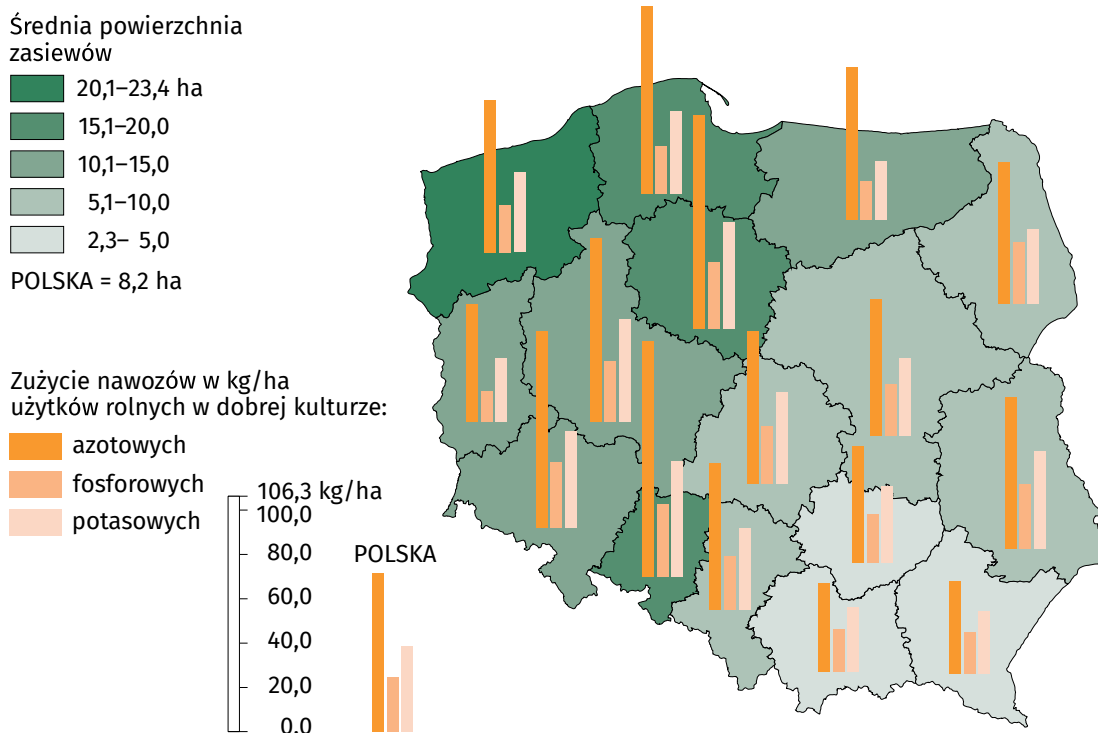 Średnia powierzchnia
zasiewów
20,1–23,4 ha
15,1–20,0
10,1–15,0
5,1–10,0
2,3– 5,0
POLSKA = 8,2 ha
Zużycie nawozów w kg/ha
użytków rolnych w dobrej kulturze:
azotowych
fosforowych
potasowych
106,3 kg/ha
100,0
80,0
60,0
40,0
20,0
0,0
POLSKA